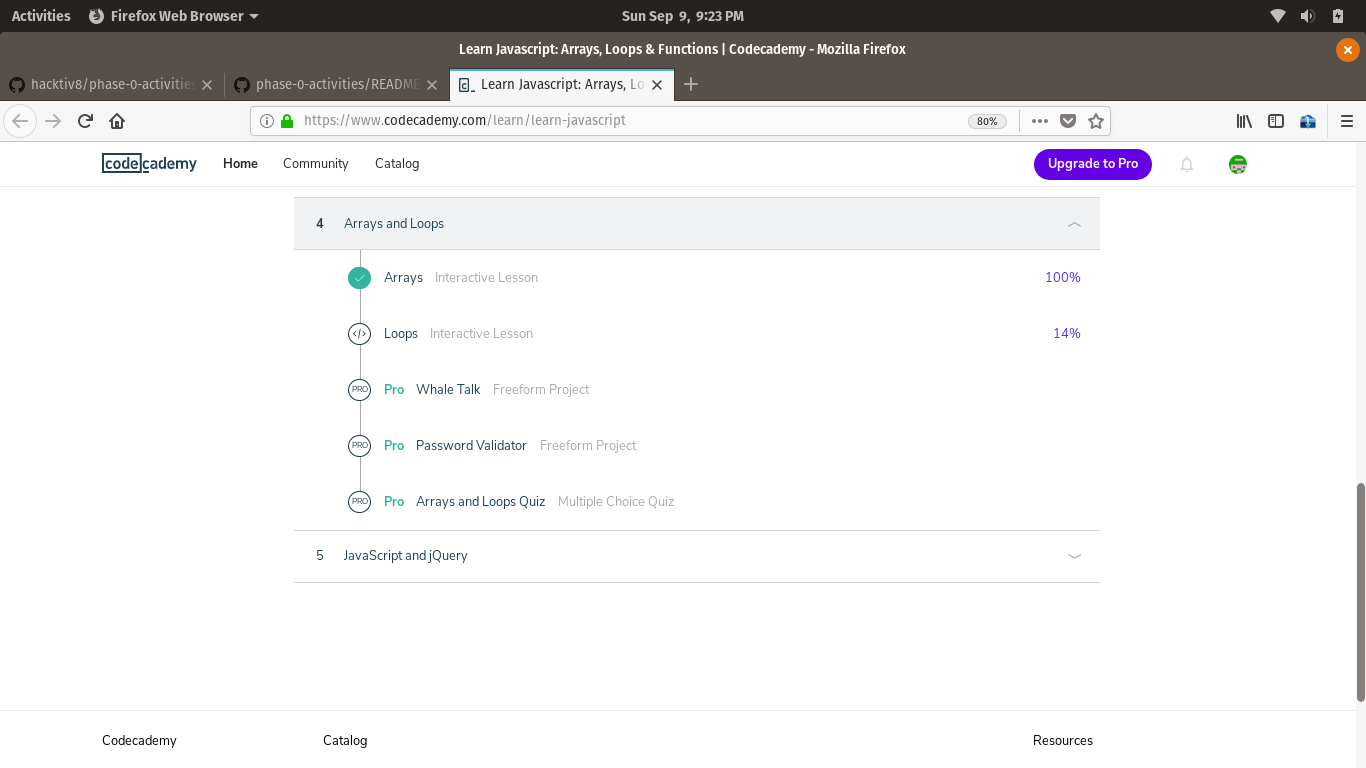 Activities Firefox Web Browser Sun Sep 9, 9:23 PM
Learn Javascript: Arrays, Loops & Functions | Codecademy - Mozilla Firefox
hacktiv8/phase-0-activities phase-0-activities/README Learn Javascript: Arrays, Lo
https://www.codecademy.com/learn/learn-javascript 80%
codecademy Home Community Catalog Upgrade to Pro
4 Arrays and Loops
Arrays Interactive Lesson 100%
</> Loops Interactive Lesson 14%
PRO Pro Whale Talk Freeform Project
PRO Pro Password Validator Freeform Project
PRO Pro Arrays and Loops Quiz Multiple Choice Quiz
5 JavaScript and jQuery
Codecademy Catalog Resources